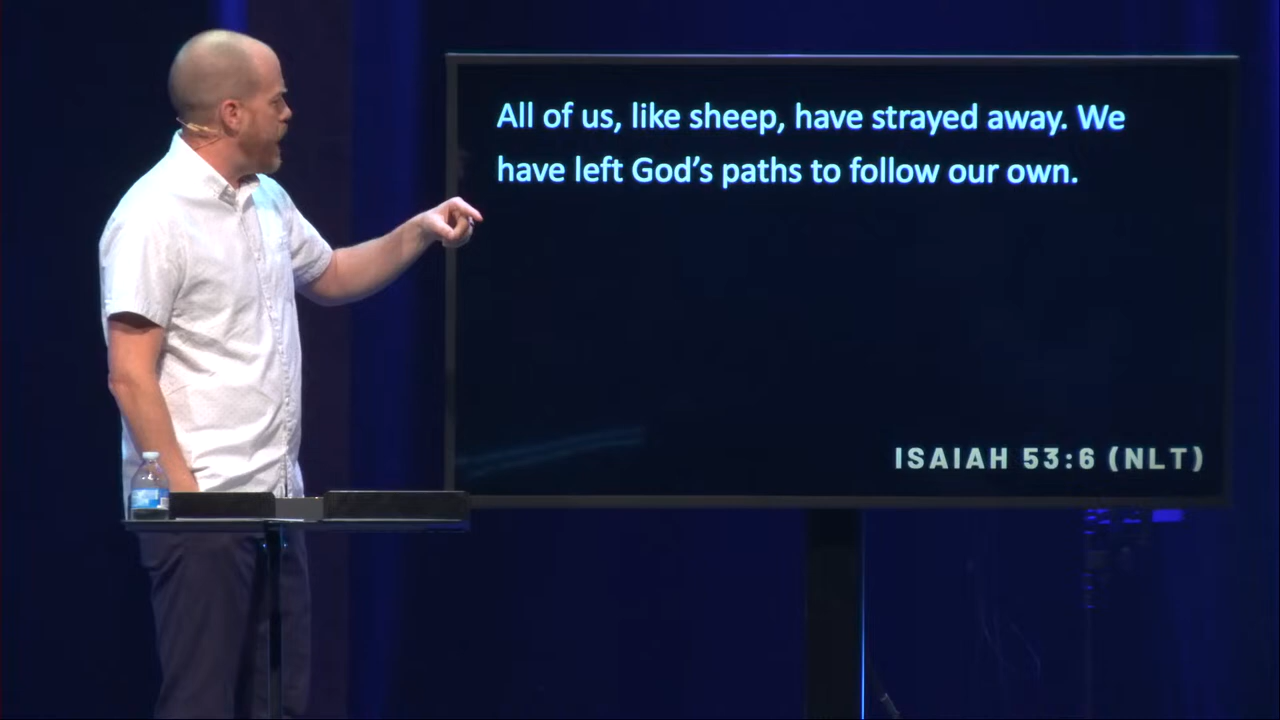 All of us, like sheep, have strayed away. We
have left God's paths to follow our own.
ISAIAH 53:6 (NLT)